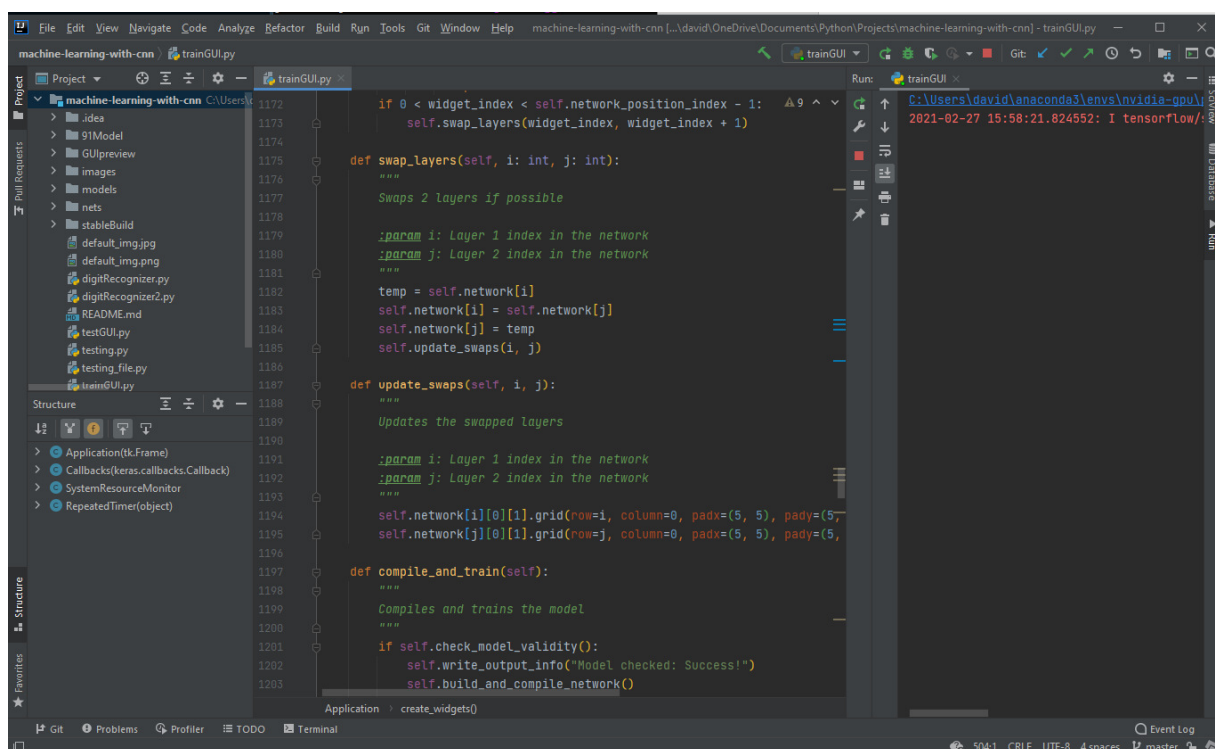 File Edit View Navigate Code Analyze Refactor Build Run Tools Git Window Help machine-learning-with-cnn [...\david\OneDrive\Documents\Python\Projects\machine-learning-with-cnn] - trainGUI.py
machine-learning-with-cnn trainGUI.py trainGUI Git:
Project
trainGUI.py
Run: trainGUI
Project
Pull Requests
Structure
Favorites
machine-learning-with-cnn C:\Users\
.idea
91Model
GUIpreview
images
models
nets
stableBuild
default_img.jpg
default_img.png
digitRecognizer.py
digitRecognizer2.py
README.md
testGUI.py
testing.py
testing_file.py
trainGUI.py
Structure
Application(tk.Frame)
Callbacks(keras.callbacks.Callback)
SystemResourceMonitor
RepeatedTimer(object)
1172 if 0 < widget_index < self.network_position_index - 1: 9
1173 self.swap_layers(widget_index, widget_index + 1)
1174
1175 def swap_layers(self, i: int, j: int):
1176 """
1177 Swaps 2 layers if possible
1178
1179 :param i: Layer 1 index in the network
1180 :param j: Layer 2 index in the network
1181 """
1182 temp = self.network[i]
1183 self.network[i] = self.network[j]
1184 self.network[j] = temp
1185 self.update_swaps(i, j)
1186
1187 def update_swaps(self, i, j):
1188 """
1189 Updates the swapped layers
1190
1191 :param i: Layer 1 index in the network
1192 :param j: Layer 2 index in the network
1193 """
1194 self.network[i][0][1].grid(row=i, column=0, padx=(5, 5), pady=(5,
1195 self.network[j][0][1].grid(row=j, column=0, padx=(5, 5), pady=(5,
1196
1197 def compile_and_train(self):
1198 """
1199 Compiles and trains the model
1200 """
1201 if self.check_model_validity():
1202 self.write_output_info("Model checked: Success!")
1203 self.build_and_compile_network()
Application create_widgets()
C:\Users\david\anaconda3\envs\nvidia-gpu\
2021-02-27 15:58:21.824552: I tensorflow/
SciView
Database
Run
Git Problems Profiler TODO Terminal Event Log
504:1 CRLF UTF-8 4 spaces master